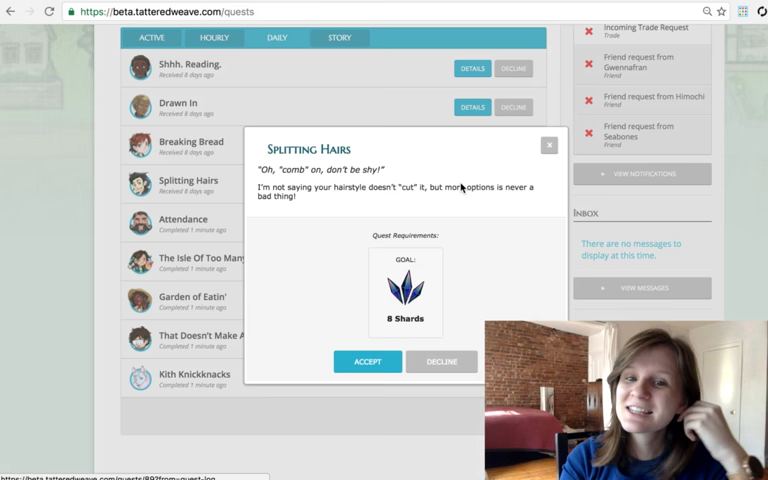 https://beta.tatteredweave.com/quests
ACTIVE
HOURLY
DAILY
STORY
Shhh. Reading.
Received 8 days ago
DETAILS
DECLINE
Drawn In
Received 8 days ago
DETAILS
DECLINE
Breaking Bread
Received 8 days ago
Splitting Hairs
Received 8 days ago
Attendance
Completed 1 minute ago
The Isle Of Too Many
Completed 1 minute ago
Garden of Eatin'
Completed 1 minute ago
That Doesn't Make A
Completed 1 minute ago
Kith Knickknacks
Completed 1 minute ago
SPLITTING HAIRS
×
"Oh, "comb" on, don't be shy!"
I'm not saying your hairstyle doesn't "cut" it, but more options is never a
bad thing!
Quest Requirements:
GOAL:
8 Shards
ACCEPT
DECLINE
Incoming Trade Request
Trade
Friend request from
Gwennafran
Friend
Friend request from Himochi
Friend
Friend request from
Seabones
Friend
VIEW NOTIFICATIONS
INBOX
There are no messages to
display at this time.
VIEW MESSAGES
https://beta.tatteredweave.com/quests/89?from=quest-log